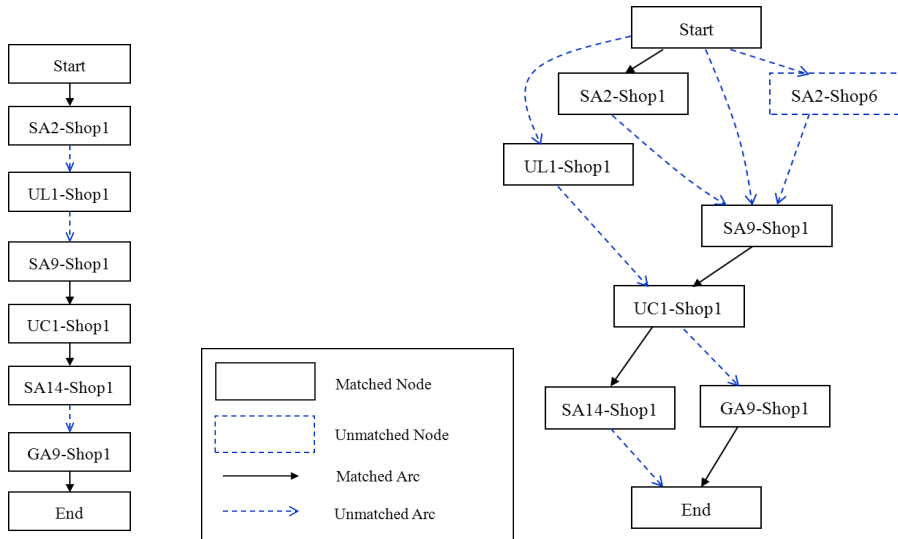 Start
SA2-Shop1
UL1-Shop1
SA9-Shop1
UC1-Shop1
SA14-Shop1
GA9-Shop1
End
Matched Node
Unmatched Node
Matched Arc
Unmatched Arc
Start
SA2-Shop1
SA2-Shop6
UL1-Shop1
SA9-Shop1
UC1-Shop1
SA14-Shop1
GA9-Shop1
End